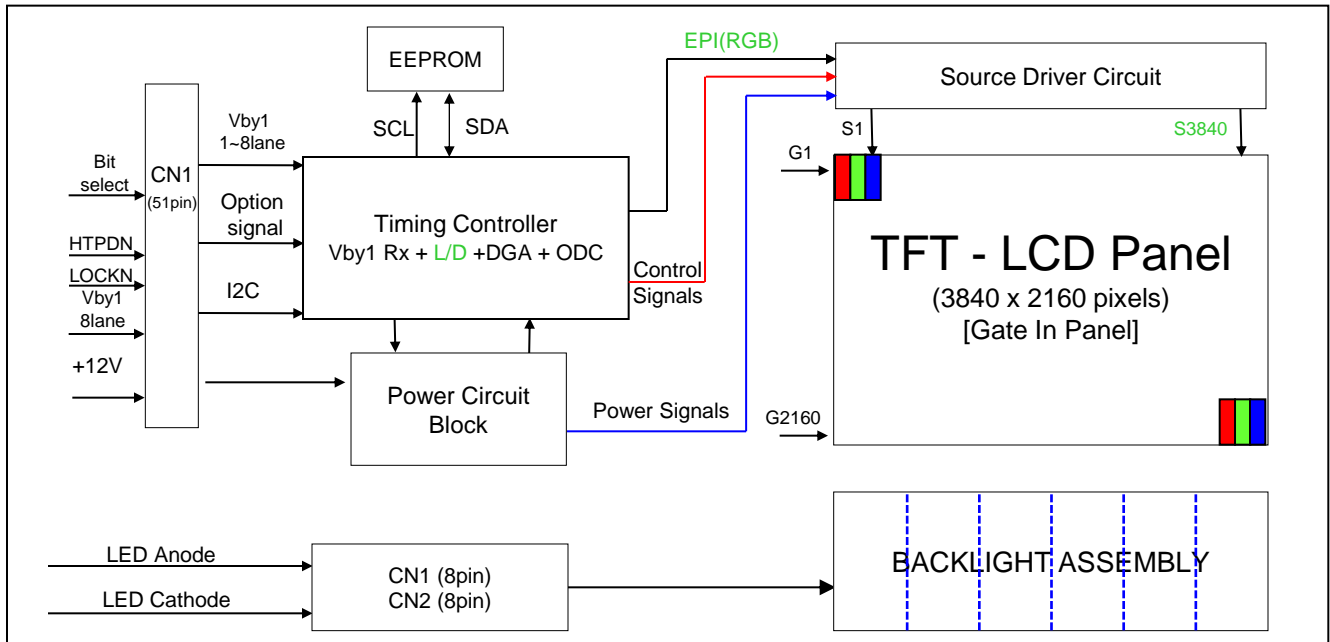 EEPROM
SCL
SDA
EPI(RGB)
Source Driver Circuit
S1
S3840
G1
G2160
Bit
select
HTPDN
LOCKN
Vby1
8lane
+12V
CN1
(51pin)
Vby1
1~8lane
Option
signal
I2C
Timing Controller
Vby1 Rx + L/D +DGA + ODC
Control
Signals
Power Circuit
Block
Power Signals
TFT - LCD Panel
(3840 x 2160 pixels)
[Gate In Panel]
LED Anode
LED Cathode
CN1 (8pin)
CN2 (8pin)
BACKLIGHT ASSEMBLY